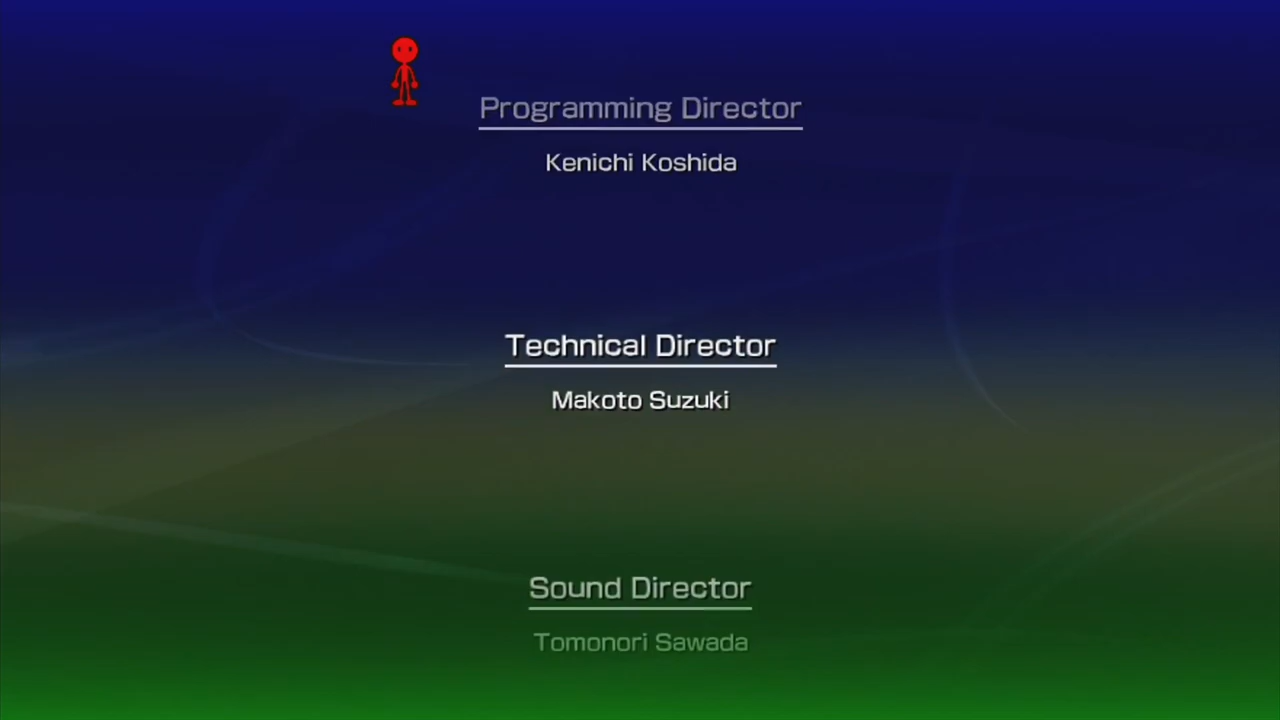 Programming Director
Kenichi Koshida
Technical Director
Makoto Suzuki
Sound Director
Tomonori Sawada